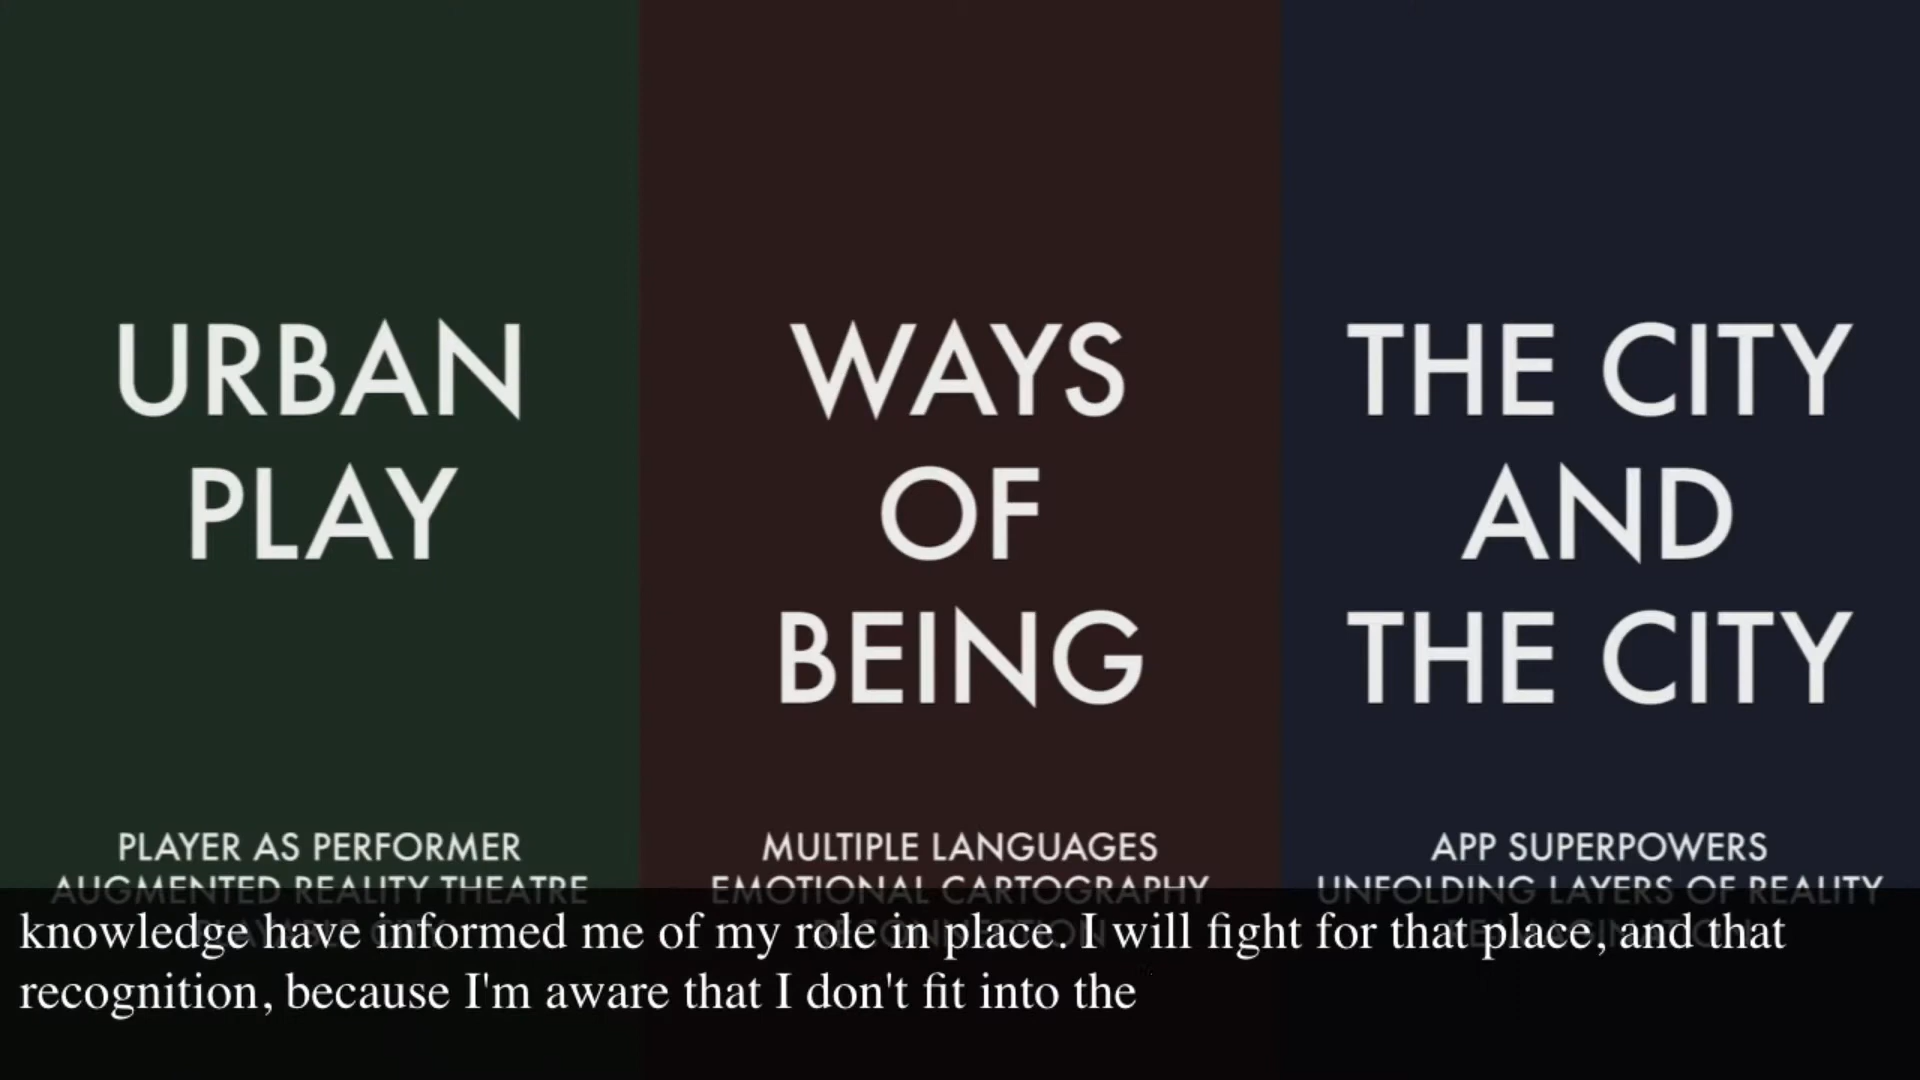 URBAN
PLAY
PLAYER AS PERFORMER
AUGMENTED REALITY THEATRE
WAYS
OF
BEING
MULTIPLE LANGUAGES
EMOTIONAL CARTOGRAPHY
THE CITY
AND
THE CITY
APP SUPERPOWERS
UNFOLDING LAYERS OF REALITY
knowledge have informed me of my role in place. I will fight for that place, and that
recognition, because I'm aware that I don't fit into the